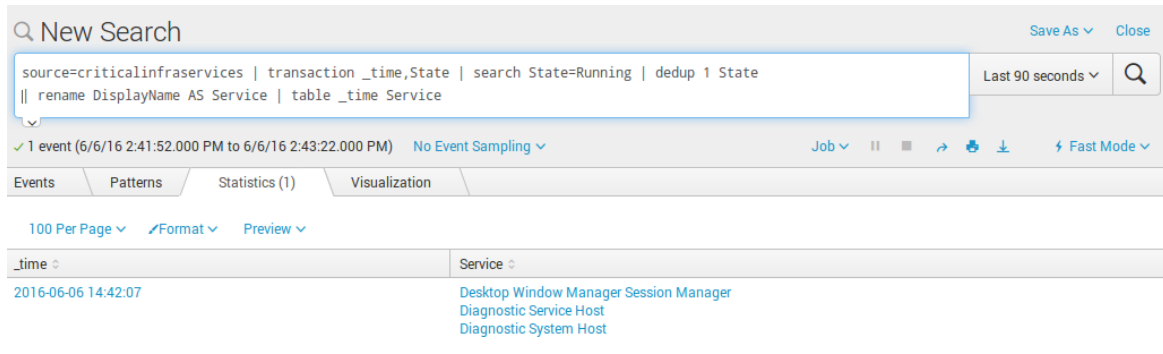 New Search
Save As
Close
source=criticalinfraservices | transaction _time,State | search State=Running | dedup 1 State
| rename DisplayName AS Service | table _time Service
Last 90 seconds
1 event (6/6/16 2:41:52.000 PM to 6/6/16 2:43:22.000 PM)
No Event Sampling
Job
Fast Mode
Events
Patterns
Statistics (1)
Visualization
100 Per Page
Format
Preview
_time
Service
2016-06-06 14:42:07
Desktop Window Manager Session Manager
Diagnostic Service Host
Diagnostic System Host